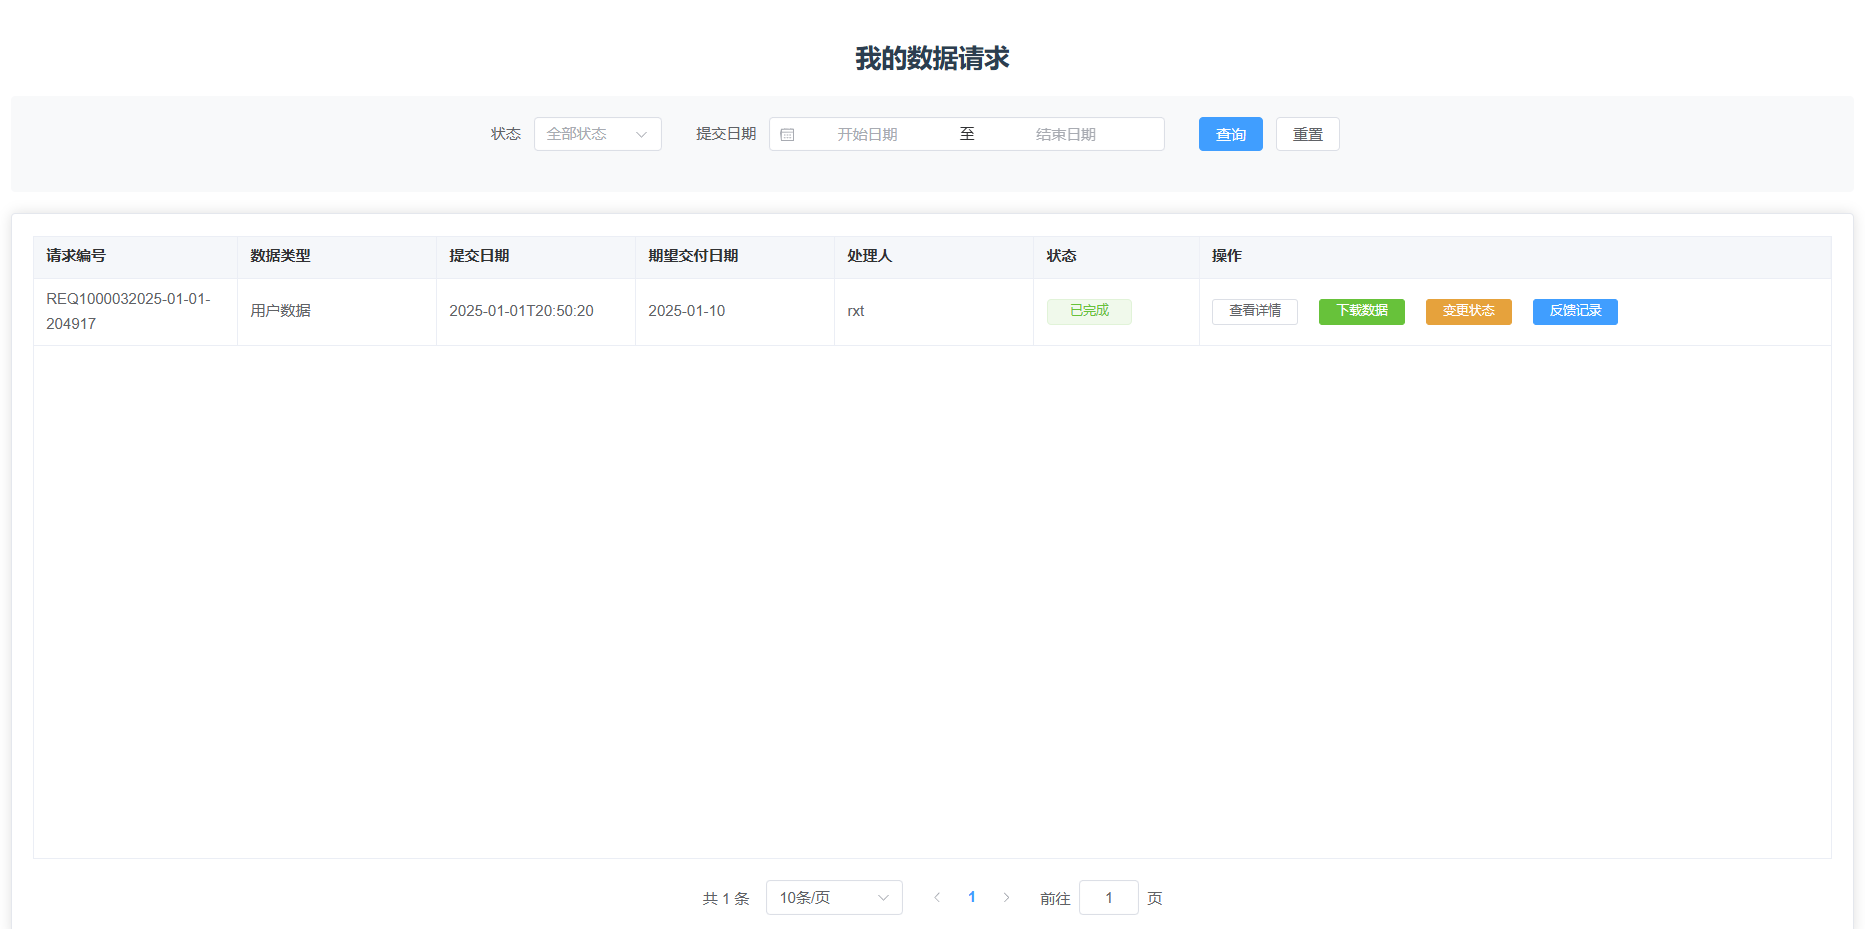 我的数据请求
状态 全部状态 提交日期 开始日期 至 结束日期 查询 重置
请求编号 数据类型 提交日期 期望交付日期 处理人 状态 操作
REQ1000032025-01-01-
204917
用户数据 2025-01-01T20:50:20 2025-01-10 rxt 已完成 查看详情 下载数据 变更状态 反馈记录
共 1 条 10条/页 1 前往 1 页